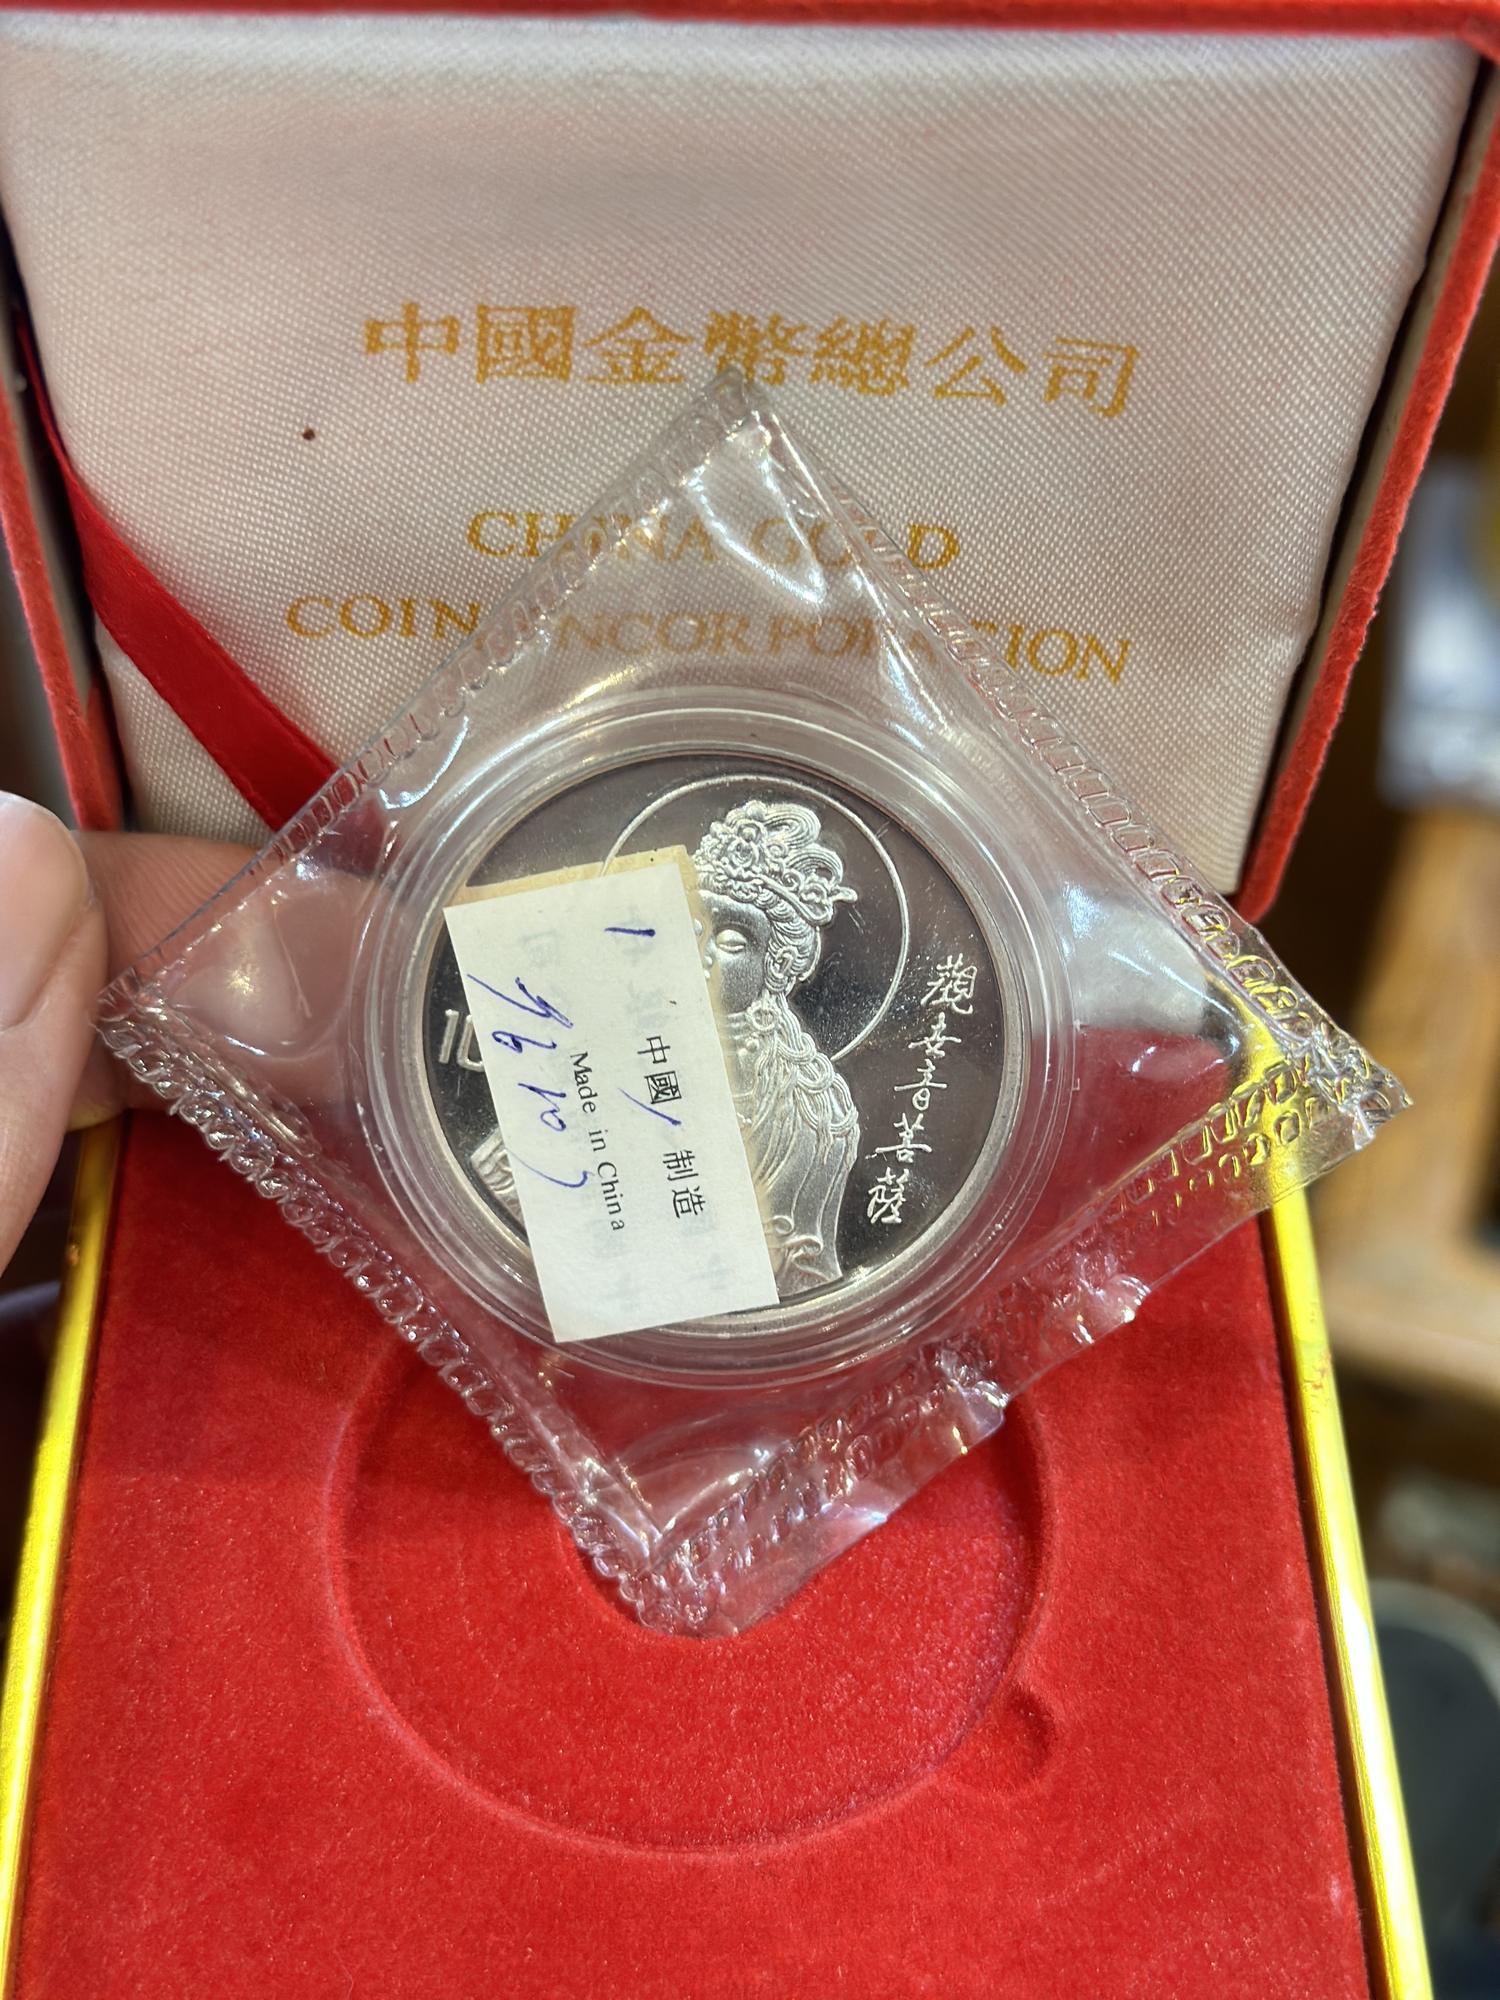 中國金幣總公司
CHINA GOLD
COIN INCORPORATION
觀世音菩薩
10
中國 制造
Made in China